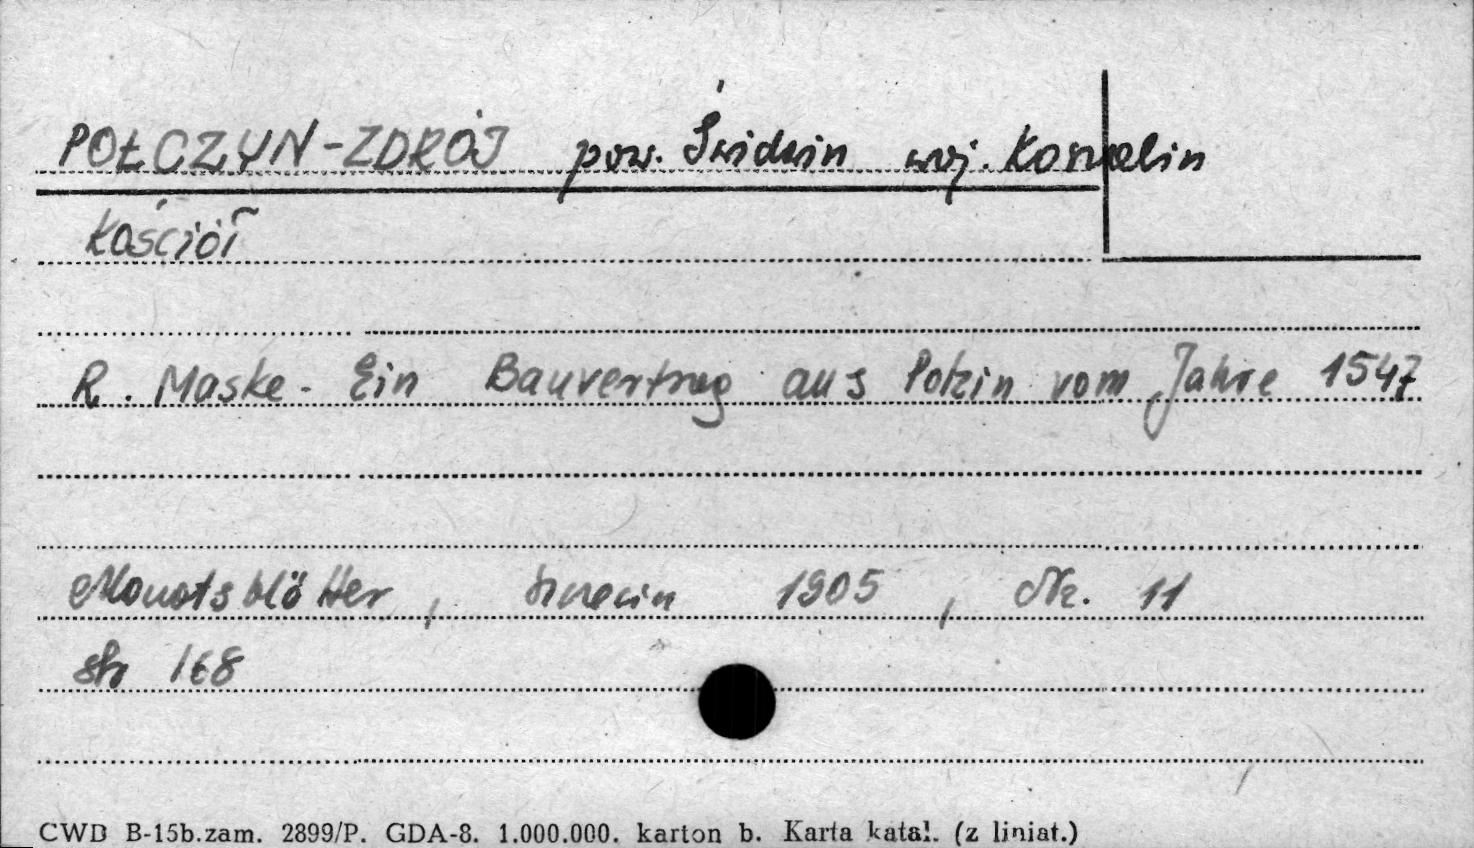 POŁCZYN-ZDRÓJ pow. Świdwin woj. Koszalin
Kościół
R. Maske - Ein Bauvertrag aus Polzin vom Jahre 1547
Monatsblätter, Szczecin 1905, Nr. 11
str 168
CWD B-15b.zam. 2899/P. GDA-8. 1.000.000. karton b. Karta katal. (z liniat.)